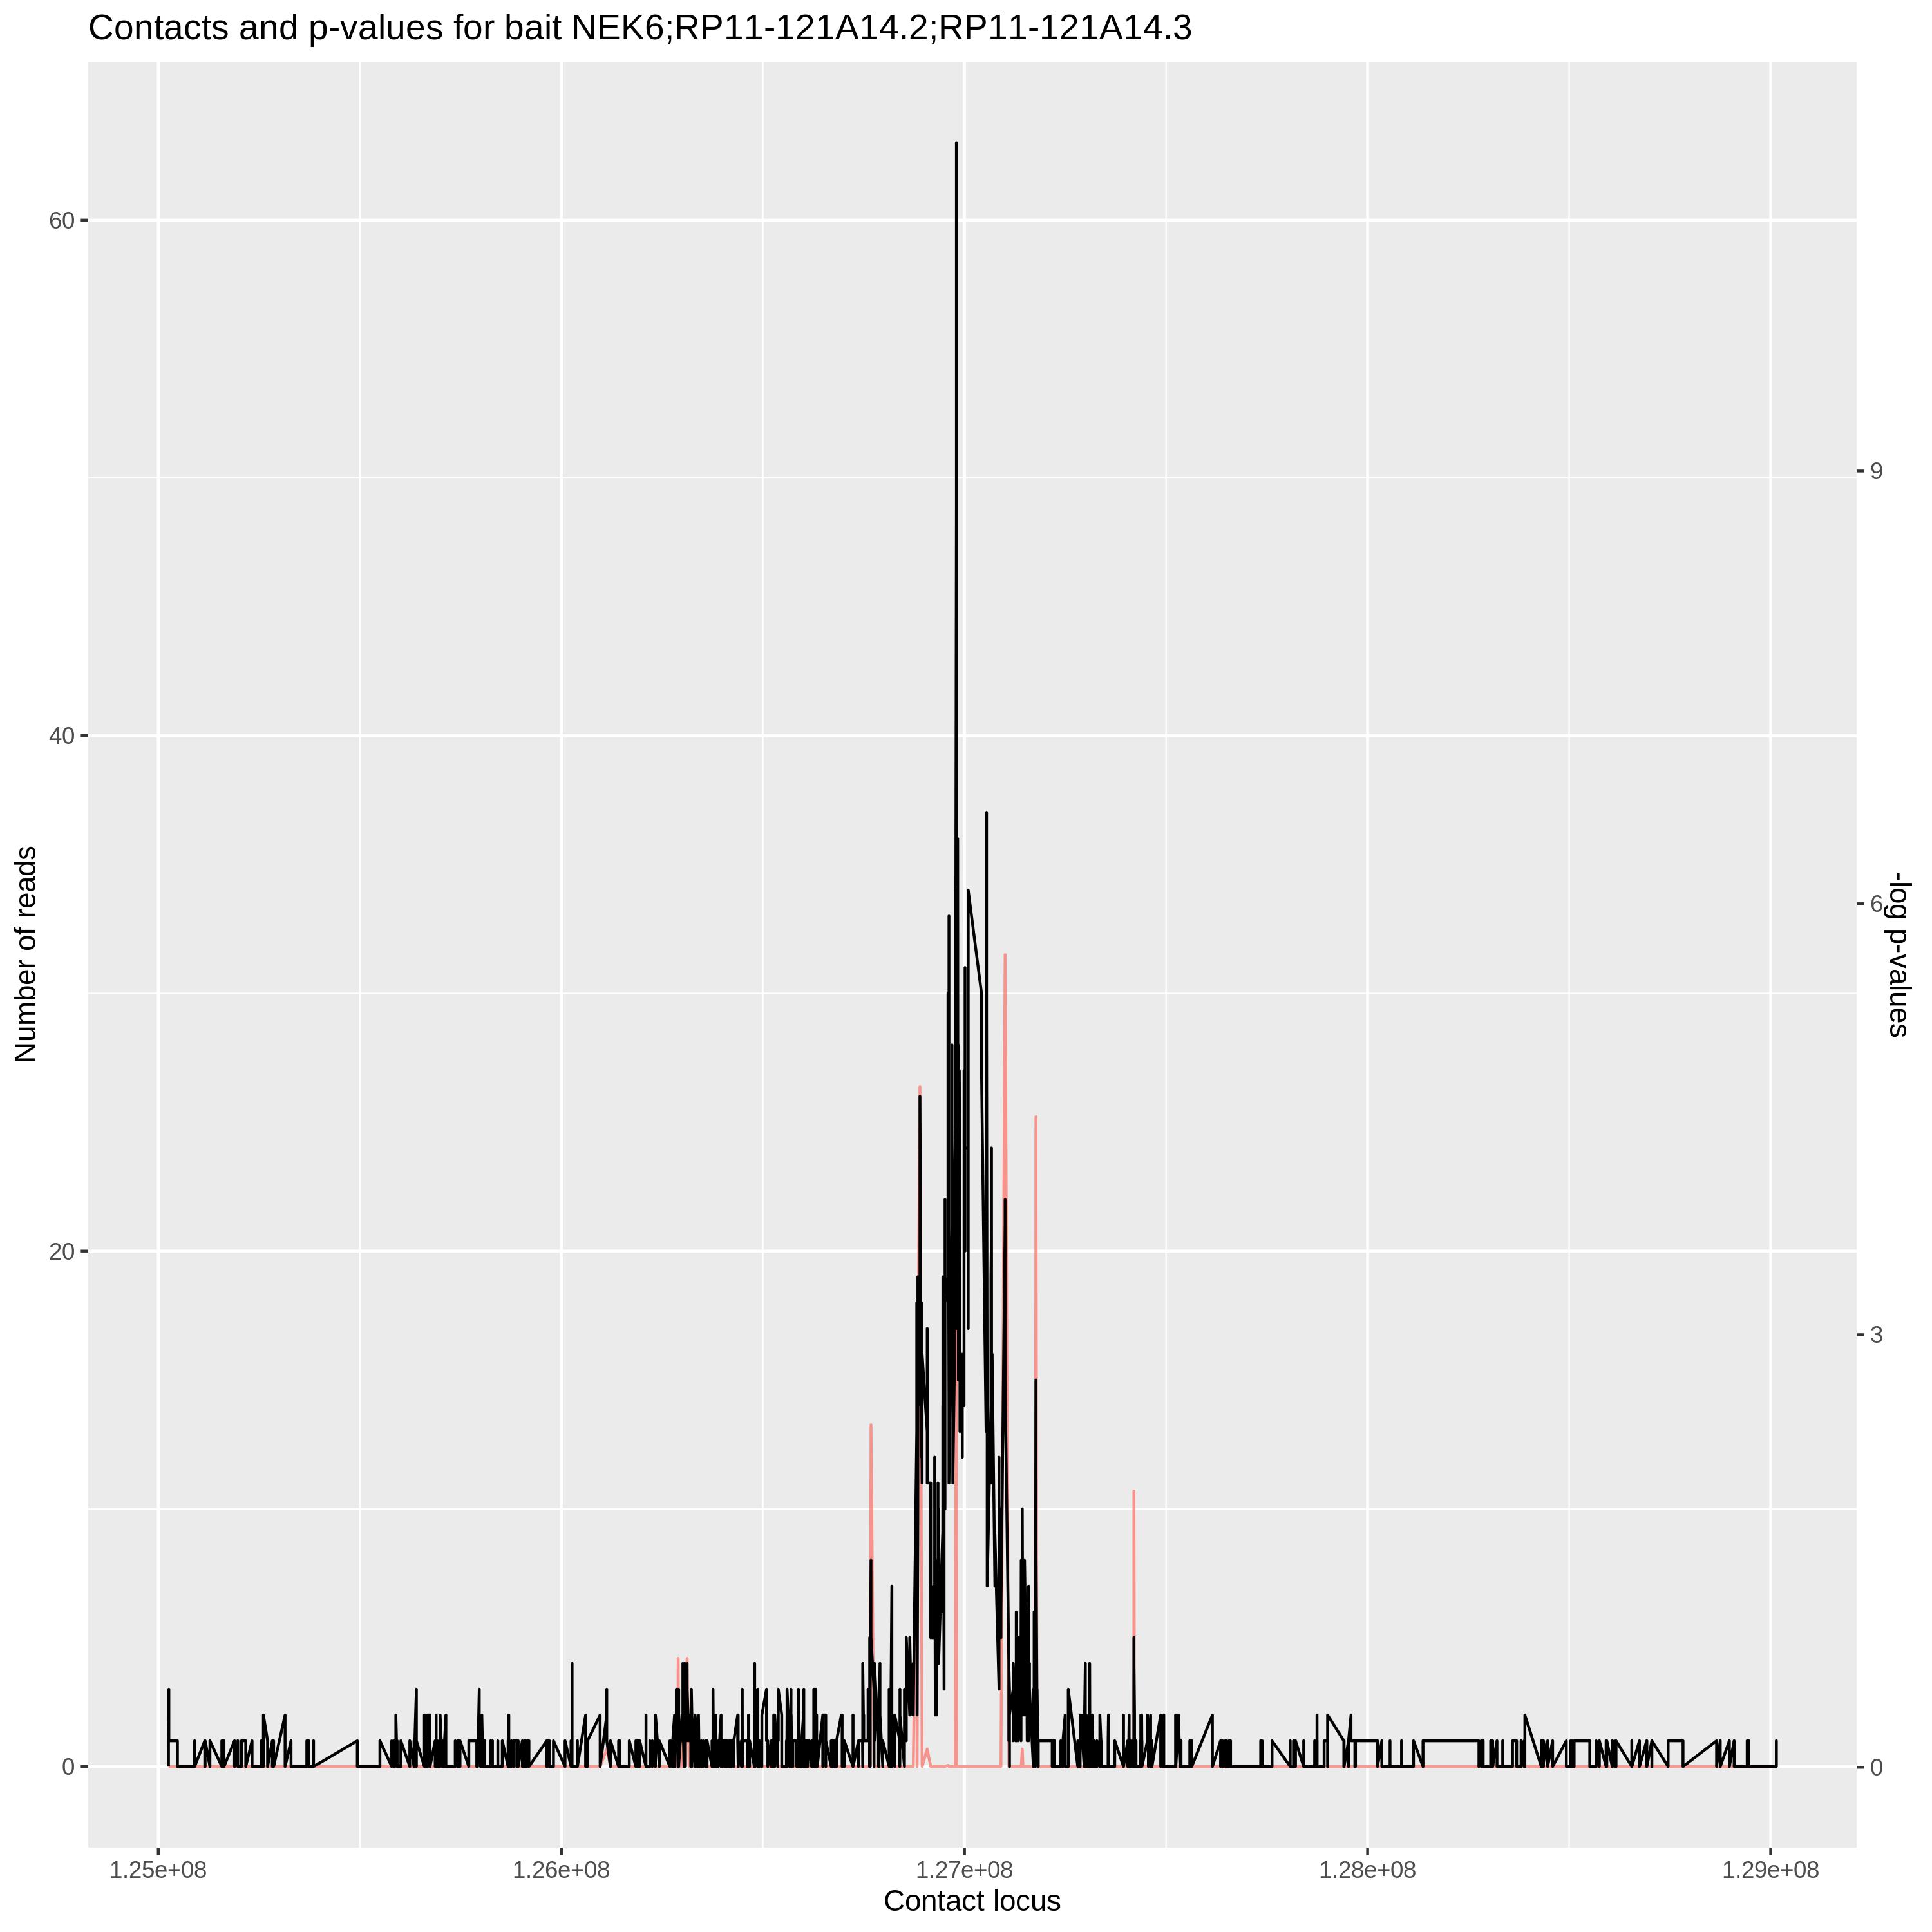 Contacts and p-values for bait NEK6;RP11-121A14.2;RP11-121A14.3
60
40
20
0
Number of reads
9
6
3
0
-log p-values
1.25e+08
1.26e+08
1.27e+08
1.28e+08
1.29e+08
Contact locus